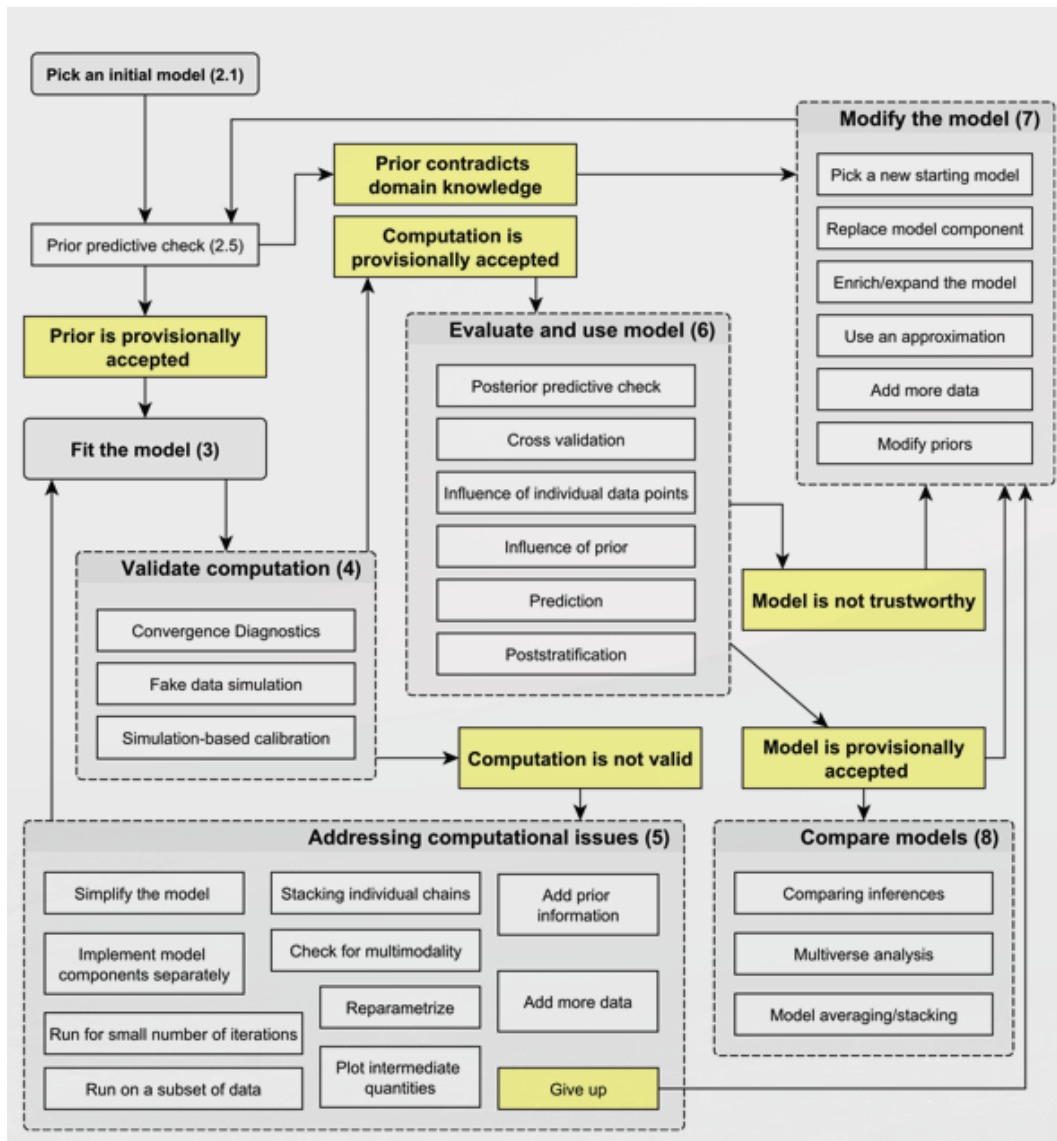 Pick an initial model (2.1)
Prior predictive check (2.5)
Prior is provisionally
accepted
Fit the model (3)
Prior contradicts
domain knowledge
Computation is
provisionally accepted
Modify the model (7)
Pick a new starting model
Replace model component
Enrich/expand the model
Use an approximation
Add more data
Modify priors
Evaluate and use model (6)
Posterior predictive check
Cross validation
Influence of individual data points
Influence of prior
Prediction
Poststratification
Validate computation (4)
Convergence Diagnostics
Fake data simulation
Simulation-based calibration
Model is not trustworthy
Computation is not valid
Model is provisionally
accepted
Addressing computational issues (5)
Simplify the model
Implement model
components separately
Run for small number of iterations
Run on a subset of data
Stacking individual chains
Check for multimodality
Reparametrize
Plot intermediate
quantities
Add prior
information
Add more data
Give up
Compare models (8)
Comparing inferences
Multiverse analysis
Model averaging/stacking